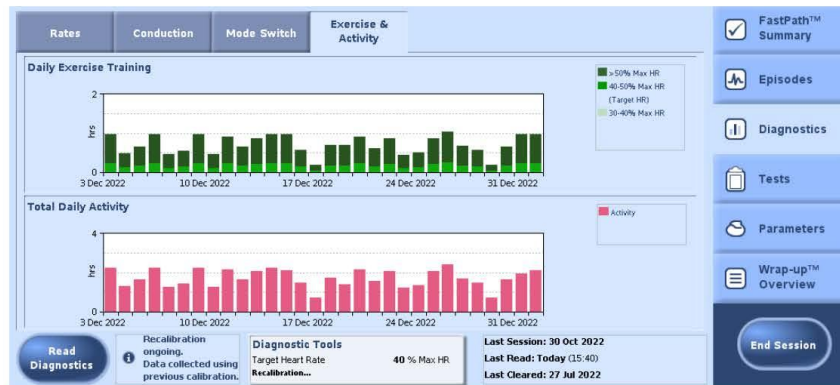 Rates
Conduction
Mode Switch
Exercise &
Activity
Daily Exercise Training
2
hrs
0
3 Dec 2022
10 Dec 2022
17 Dec 2022
24 Dec 2022
31 Dec 2022
>50% Max HR
40-50% Max HR
(Target HR)
30-40% Max HR
Total Daily Activity
4
hrs
0
3 Dec 2022
10 Dec 2022
17 Dec 2022
24 Dec 2022
31 Dec 2022
Activity
Read
Diagnostics
Recalibration
ongoing.
Data collected using
previous calibration.
Diagnostic Tools
Target Heart Rate 40 % Max HR
Recalibration...
Last Session: 30 Oct 2022
Last Read: Today (15:40)
Last Cleared: 27 Jul 2022
FastPath™
Summary
Episodes
Diagnostics
Tests
Parameters
Wrap-up™
Overview
End Session